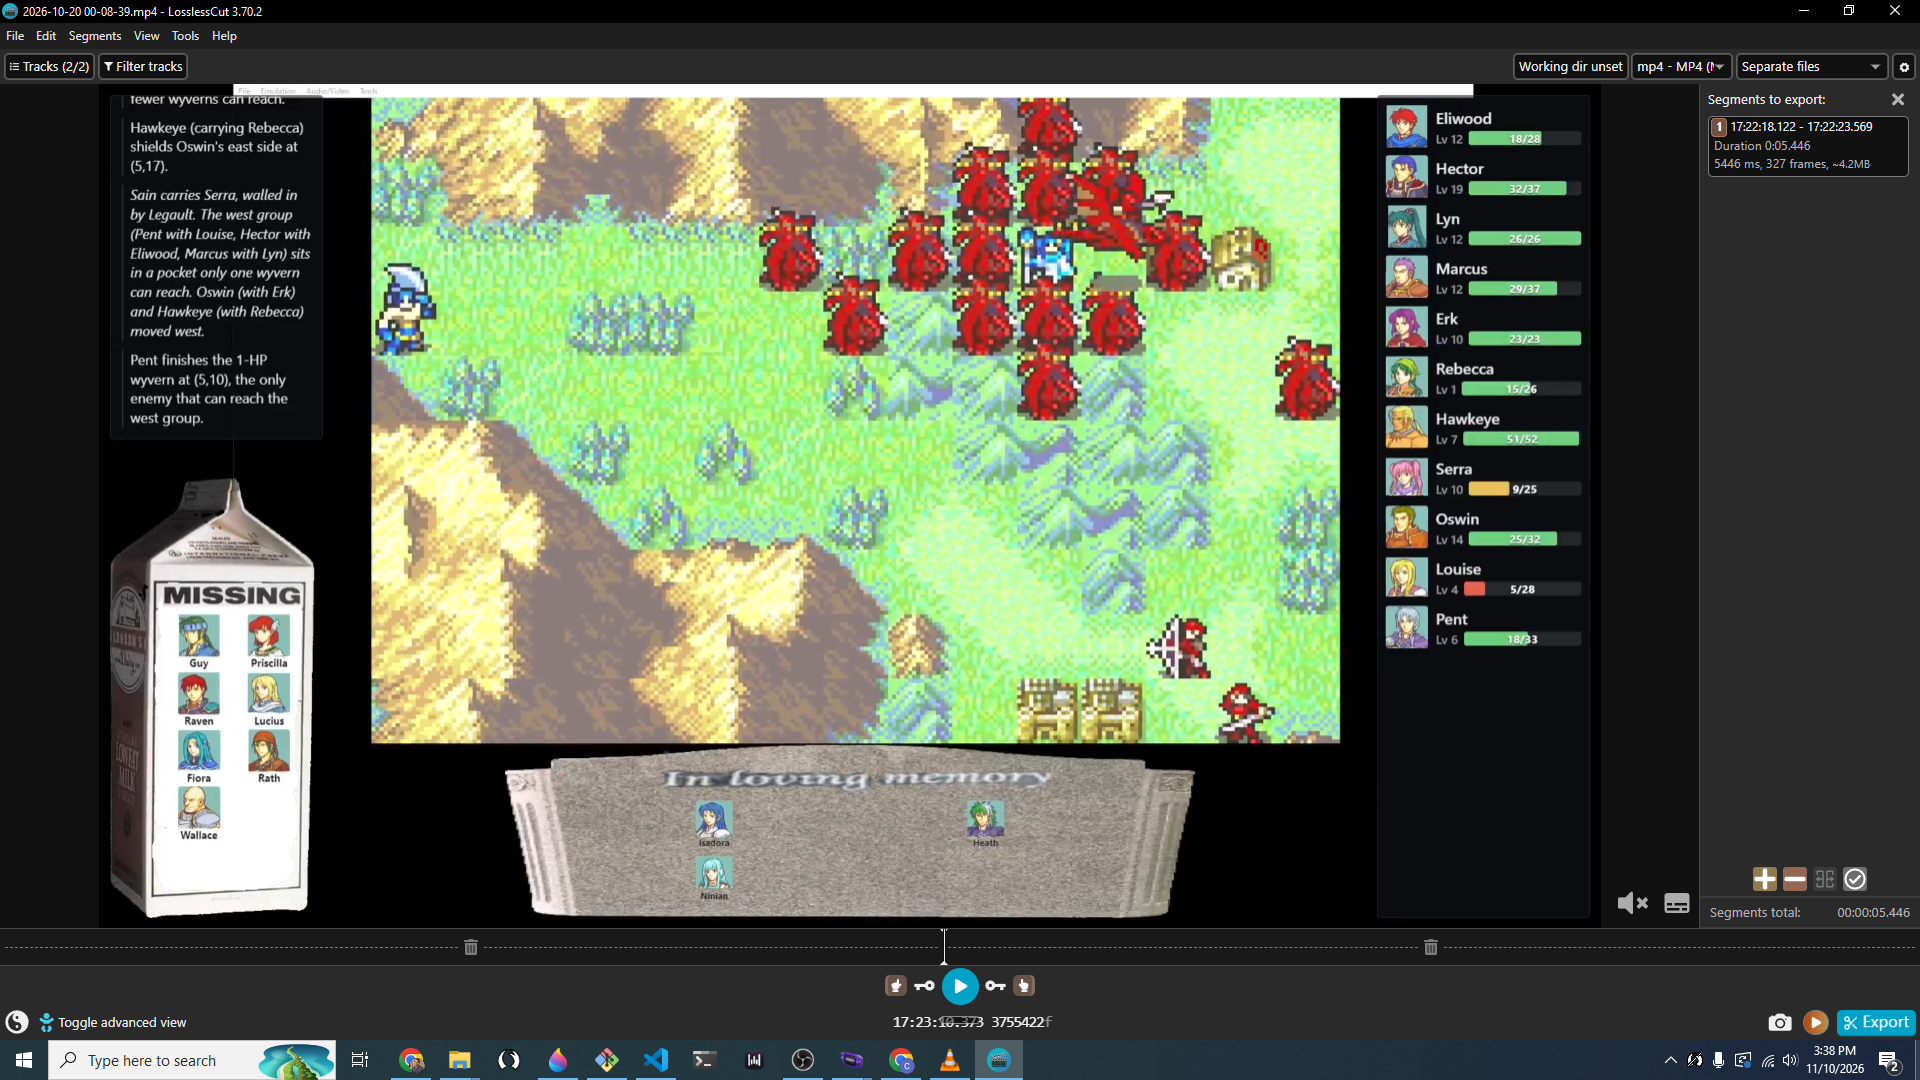 2026-10-20 00-08-39.mp4 - LosslessCut 3.70.2
File Edit Segments View Tools Help
Tracks (2/2) Filter tracks
Working dir unset
mp4 - MP4 (
Separate files
File Emulation Audio/Video Tools
fewer wyverns can reach.
Hawkeye (carrying Rebecca)
shields Oswin's east side at
(5,17).
Sain carries Serra, walled in
by Legault. The west group
(Pent with Louise, Hector with
Eliwood, Marcus with Lyn) sits
in a pocket only one wyvern
can reach. Oswin (with Erk)
and Hawkeye (with Rebecca)
moved west.
Pent finishes the 1-HP
wyvern at (5,10), the only
enemy that can reach the
west group.
MISSING
Guy Priscilla
Raven Lucius
Fiora Rath
Wallace
In loving memory
Isadora Heath
Ninian
Eliwood
Lv 12 18/28
Hector
Lv 19 32/37
Lyn
Lv 12 26/26
Marcus
Lv 12 29/37
Erk
Lv 10 23/23
Rebecca
Lv 1 15/26
Hawkeye
Lv 7 51/52
Serra
Lv 10 9/25
Oswin
Lv 14 25/32
Louise
Lv 4 5/28
Pent
Lv 6 18/33
Segments to export:
1 17:22:18.122 - 17:22:23.569
Duration 0:05.446
5446 ms, 327 frames, ~4.2MB
Segments total: 00:00:05.446
Toggle advanced view
17:23:10.373 3755422f
Export
Type here to search
3:38 PM
11/10/2026
2